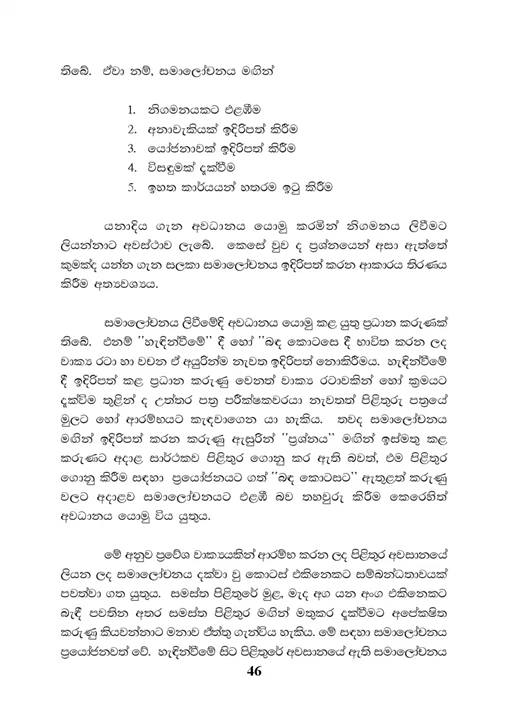 තිබේ. ඒවා නම්, සමාලෝචනය මඟින්
1. නිගමනයකට එළඹීම
2. අනාවැකියක් ඉදිරිපත් කිරීම
3. යෝජනාවක් ඉදිරිපත් කිරීම
4. විසඳුමක් දැක්වීම
5. ඉහත කාර්යයන් හතරම ඉටු කිරීම
යනාදිය ගැන අවධානය යොමු කරමින් නිගමනය ලිවීමට
ලියන්නාට අවස්ථාව ලැබේ. කෙසේ වුව ද ප්‍රශ්නයෙන් අසා ඇත්තේ
කුමක්ද යන්න ගැන සලකා සමාලෝචනය ඉදිරිපත් කරන ආකාරය තීරණය
කිරීම අත්‍යවශ්‍යය.
සමාලෝචනය ලිවීමේදී අවධානය යොමු කළ යුතු ප්‍රධාන කරුණක්
තිබේ. එනම් ''හැඳින්වීමේ'' දී හෝ ''බඳ කොටසේ දී භාවිත කරන ලද
වාක්‍ය රටා හා වචන ඒ අයුරින්ම නැවත ඉදිරිපත් නොකිරීමය. හැඳින්වීමේ
දී ඉදිරිපත් කළ ප්‍රධාන කරුණු වෙනත් වාක්‍ය රටාවකින් හෝ ක්‍රමයට
දැක්වීම තුළින් ද උත්තර පත්‍ර පරීක්ෂකවරයා නැවතත් පිළිතුරු පත්‍රයේ
මුලට හෝ ආරම්භයට කැඳවාගෙන යා හැකිය. තවද සමාලෝචනය
මඟින් ඉදිරිපත් කරන කරුණු ඇසුරින් ''ප්‍රශ්නය'' මඟින් ඉස්මතු කළ
කරුණට අදාළ සාර්ථකව පිළිතුර ගොනු කර ඇති බවත්, එම පිළිතුර
ගොනු කිරීම සඳහා ප්‍රයෝජනයට ගත් ''බඳ කොටසට'' ඇතුළත් කරුණු
වලට අදාළව සමාලෝචනයට එළඹී බව තහවුරු කිරීම කෙරෙහිත්
අවධානය යොමු විය යුතුය.
මේ අනුව ප්‍රවේශ වාක්‍යයකින් ආරම්භ කරන ලද පිළිතුර අවසානයේ
ලියන ලද සමාලෝචනය දක්වා වූ කොටස් එකිනෙකට සම්බන්ධතාවයක්
පවත්වා ගත යුතුය. සමස්ත පිළිතුරේ මුළ, මැද අග යන අංග එකිනෙකට
බැඳී පවතින අතර සමස්ත පිළිතුර මඟින් මතුකර දැක්වීමට අපේක්ෂිත
කරුණු කියවන්නාට මනාව ඒත්තු ගැන්විය හැකිය. මේ සඳහා සමාලෝචනය
ප්‍රයෝජනවත් වේ. හැඳින්වීමේ සිට පිළිතුරේ අවසානයේ ඇති සමාලෝචනය
46